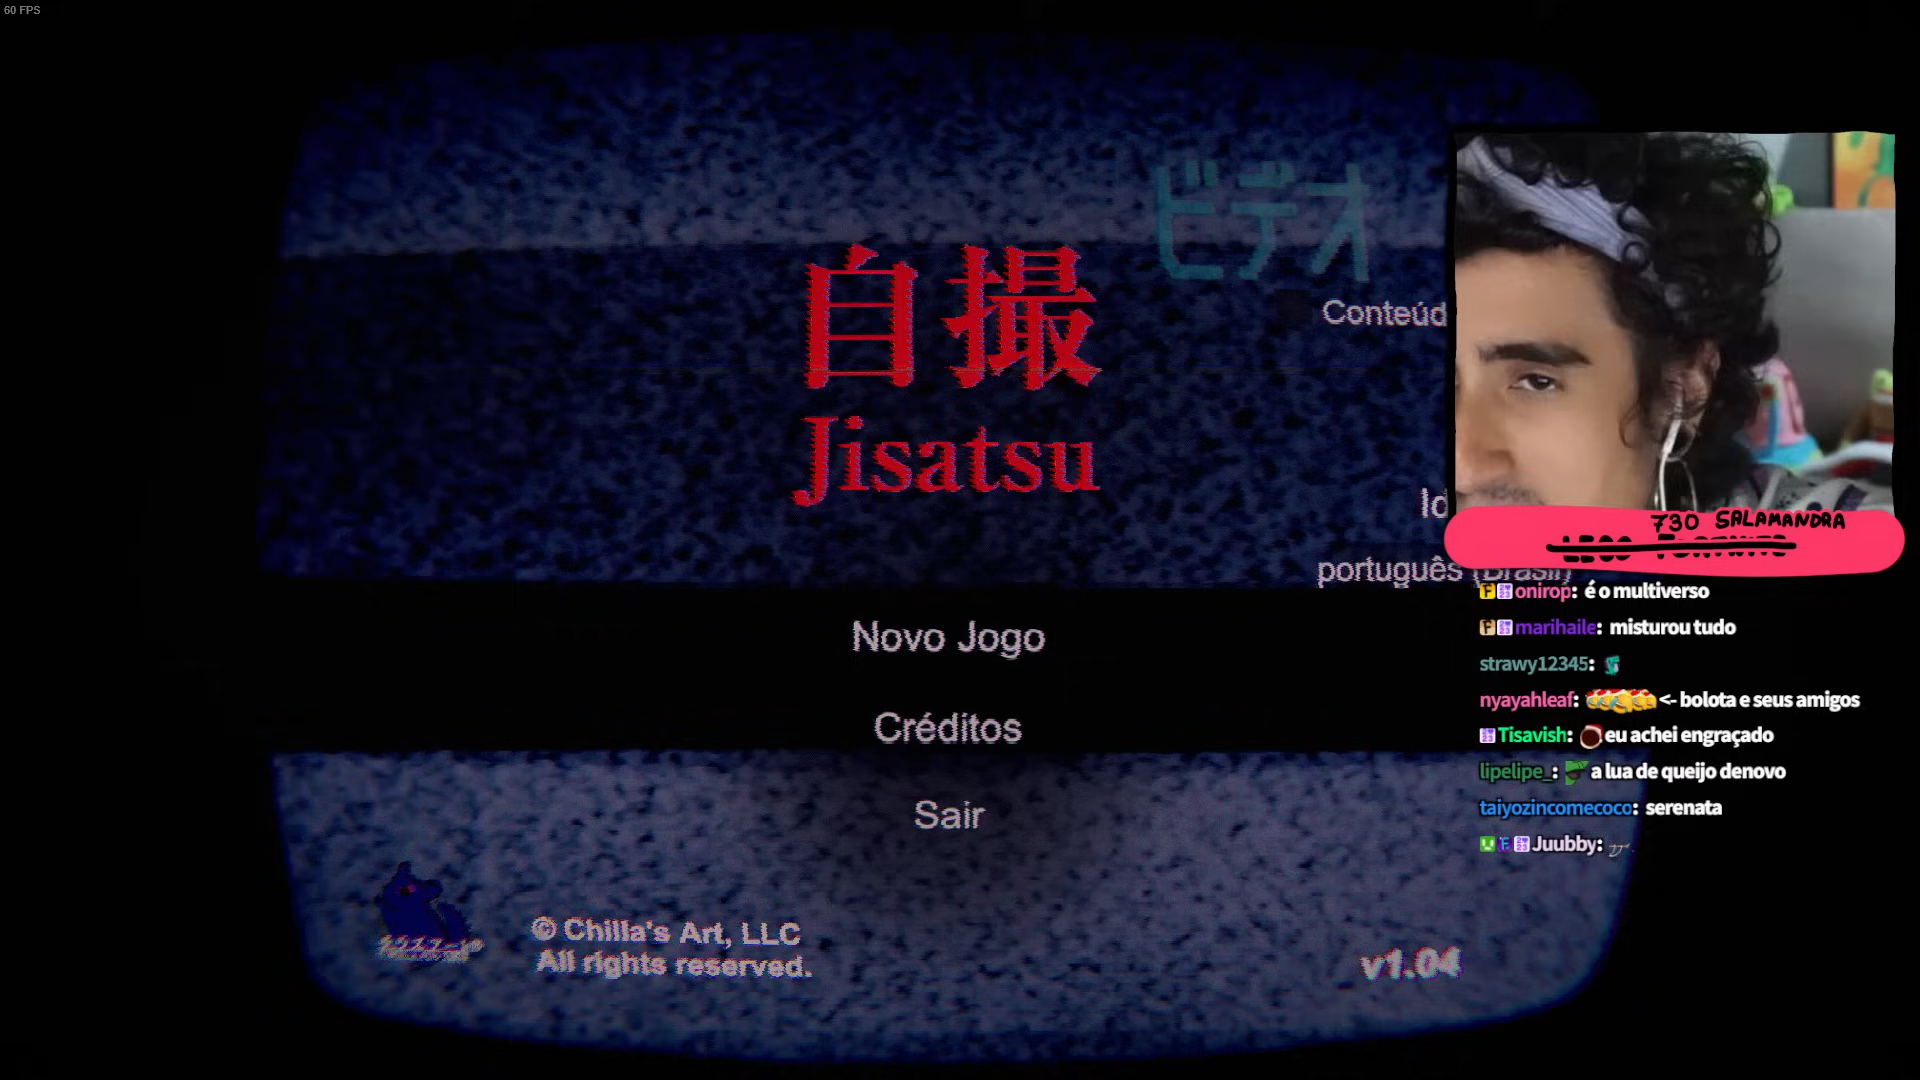 60 FPS
ビデオ
自撮
Jisatsu
Conteúd
Id
português (Brasil)
Novo Jogo
Créditos
Sair
© Chilla's Art, LLC
All rights reserved.
v1.04
730 SALAMANDRA
LEGO FORTNITE
onirop: é o multiverso
marihaile: misturou tudo
strawy12345:
nyayahleaf: <- bolota e seus amigos
Tisavish: eu achei engraçado
lipelipe_: a lua de queijo denovo
taiyozincomecoco: serenata
Juubby: